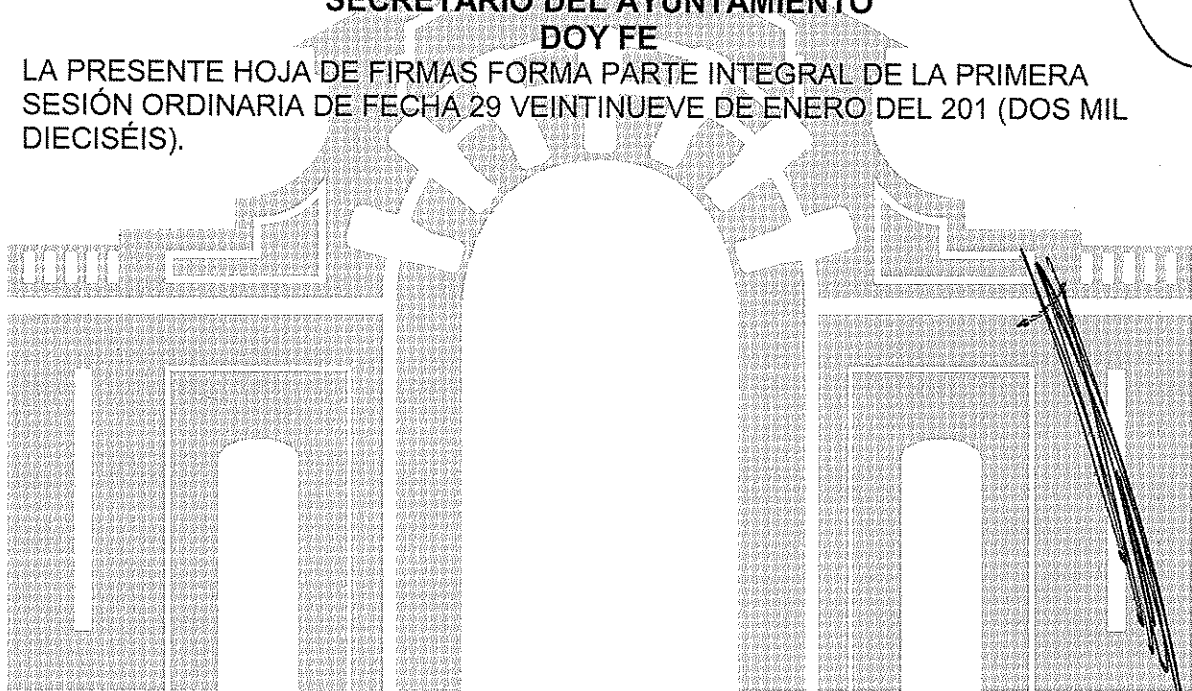 SECRETARIO DEL AYUNTAMIENTO
DOY FE
LA PRESENTE HOJA DE FIRMAS FORMA PARTE INTEGRAL DE LA PRIMERA
SESIÓN ORDINARIA DE FECHA 29 VEINTINUEVE DE ENERO DEL 201 (DOS MIL
DIECISÉIS).